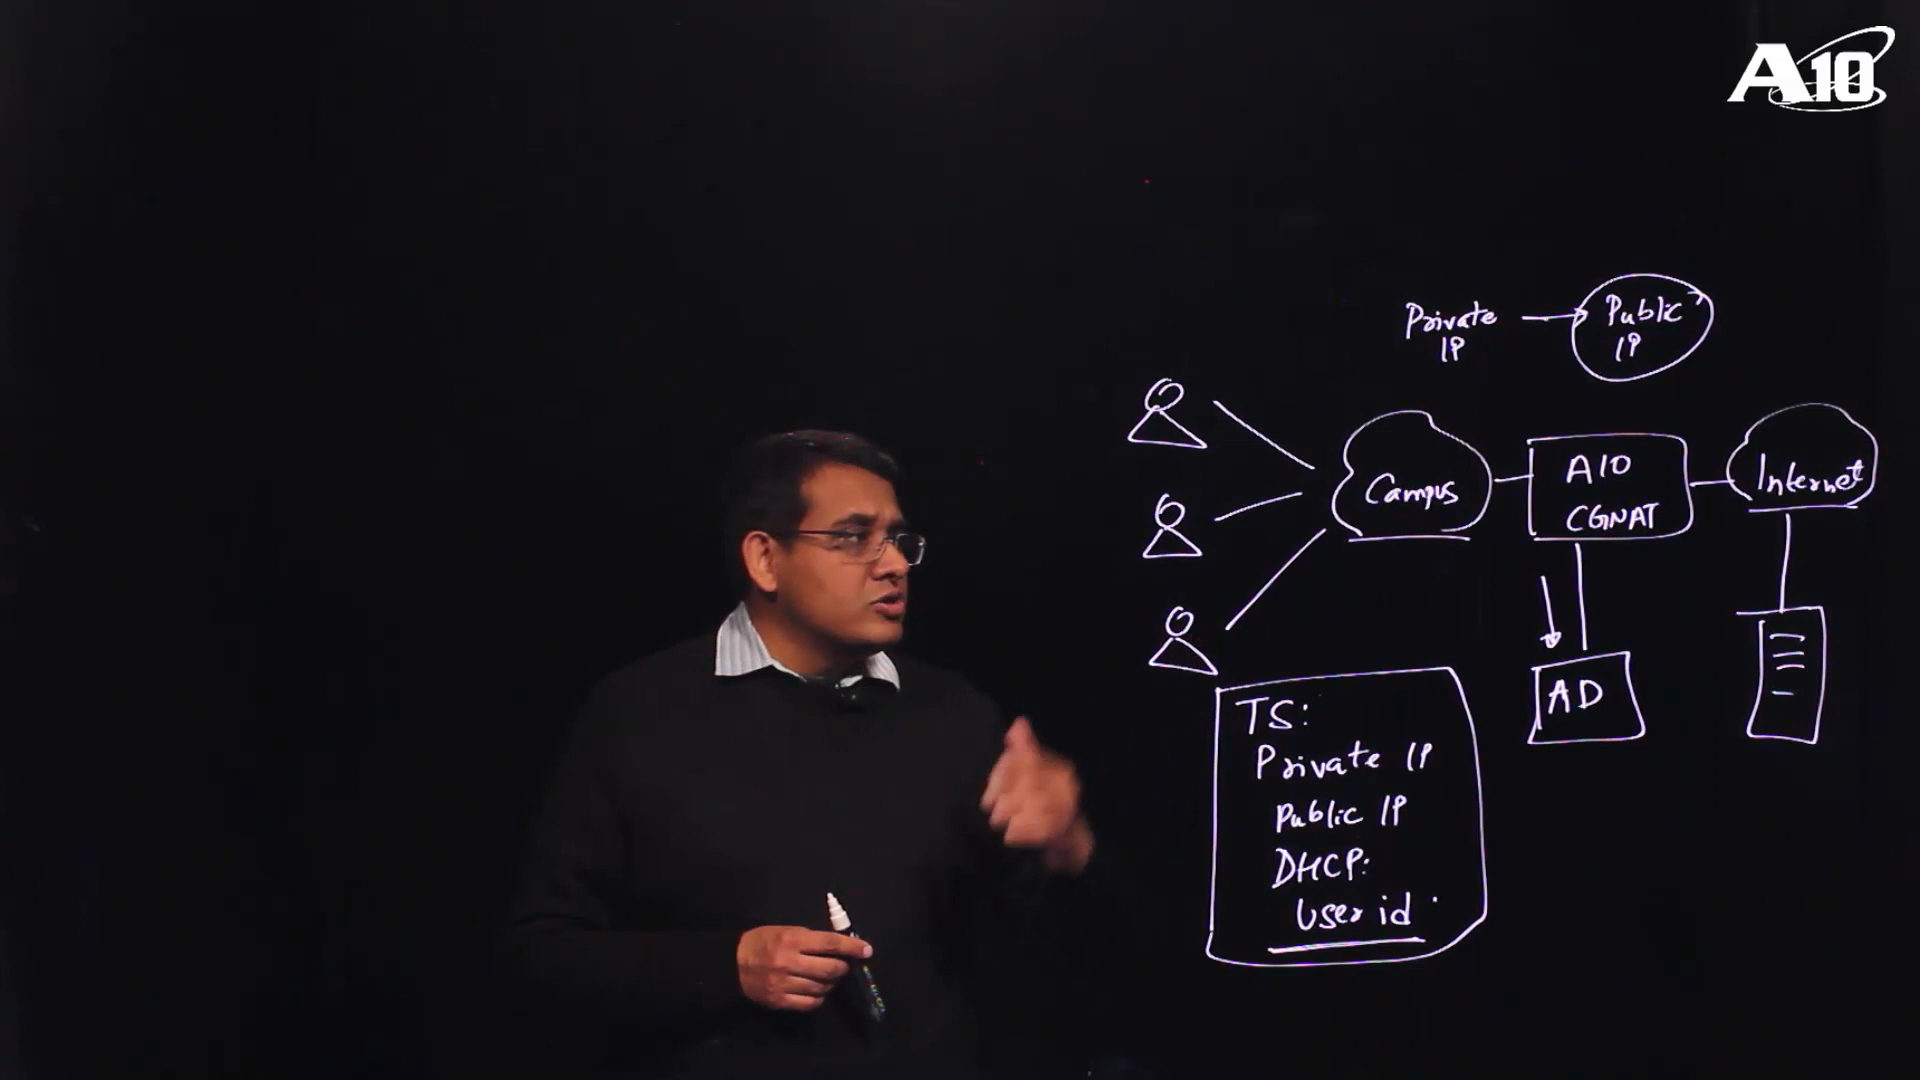 A10
Private
IP
Public
IP
Campus
A10
CGNAT
Internet
AD
TS:
Private IP
Public IP
DHCP:
User id